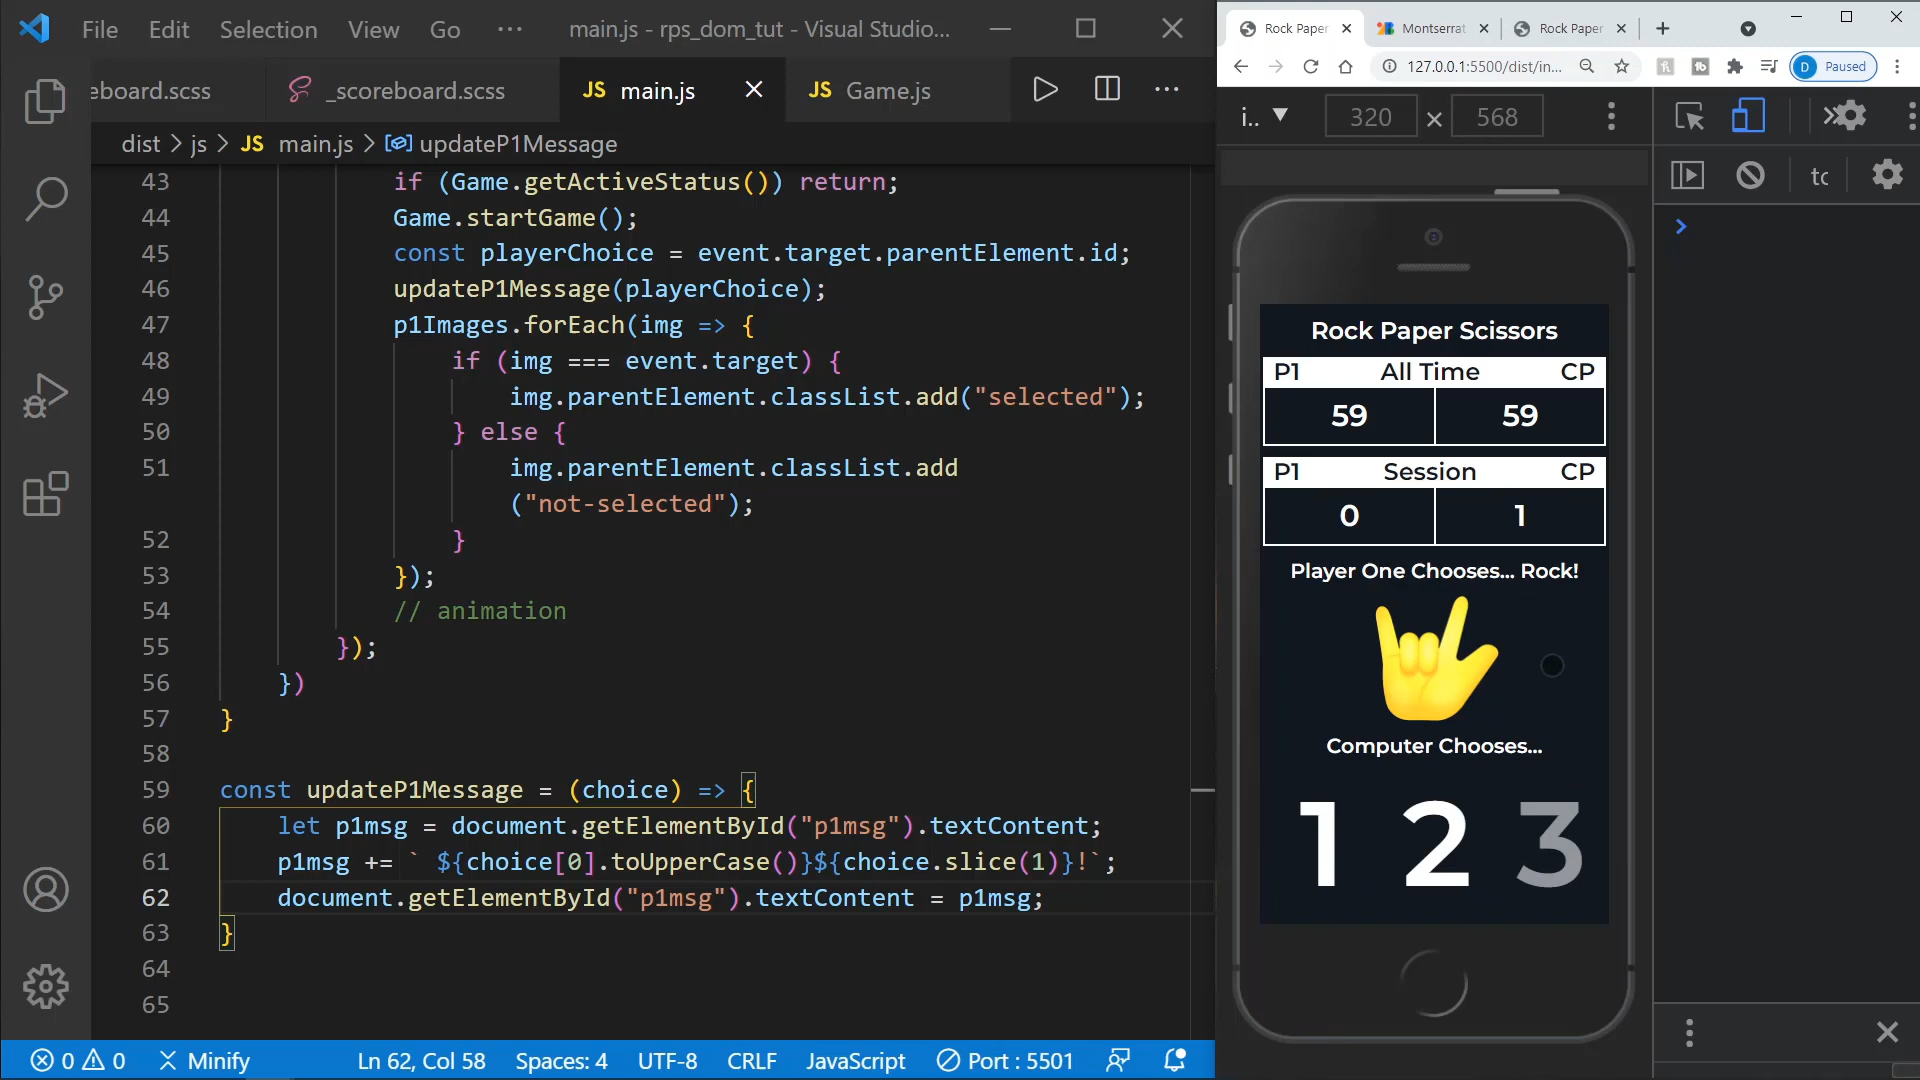 File Edit Selection View Go ··· main.js - rps_dom_tut - Visual Studio...
eboard.scss _scoreboard.scss JS main.js JS Game.js
dist > js > JS main.js > updateP1Message
43 if (Game.getActiveStatus()) return;
44 Game.startGame();
45 const playerChoice = event.target.parentElement.id;
46 updateP1Message(playerChoice);
47 p1Images.forEach(img => {
48 if (img === event.target) {
49 img.parentElement.classList.add("selected");
50 } else {
51 img.parentElement.classList.add
("not-selected");
52 }
53 });
54 // animation
55 });
56 })
57 }
58
59 const updateP1Message = (choice) => {
60 let p1msg = document.getElementById("p1msg").textContent;
61 p1msg += ` ${choice[0].toUpperCase()}${choice.slice(1)}!`;
62 document.getElementById("p1msg").textContent = p1msg;
63 }
64
65
0 0 Minify Ln 62, Col 58 Spaces: 4 UTF-8 CRLF JavaScript Port : 5501
Rock Paper Montserrat Rock Paper
127.0.0.1:5500/dist/in... D Paused
i.. 320 × 568
tc
Rock Paper Scissors
P1 All Time CP
59 59
P1 Session CP
0 1
Player One Chooses... Rock!
Computer Chooses...
1 2 3